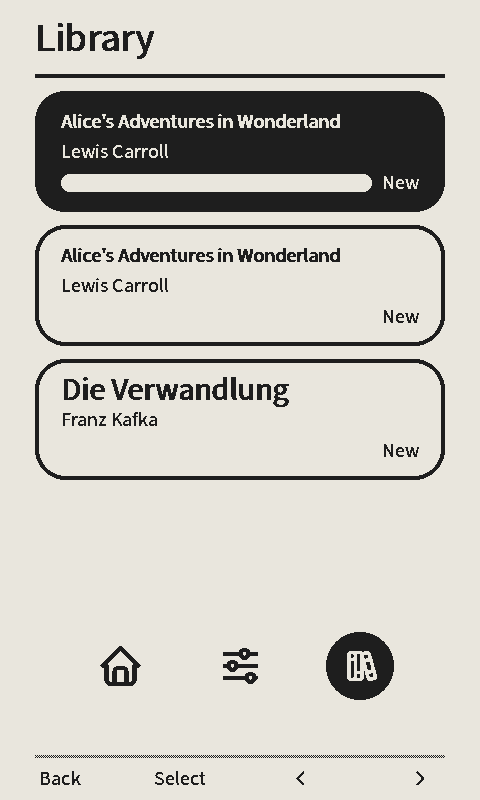 Library
Alice's Adventures in Wonderland
Lewis Carroll
New
Alice's Adventures in Wonderland
Lewis Carroll
New
Die Verwandlung
Franz Kafka
New
Back Select < >